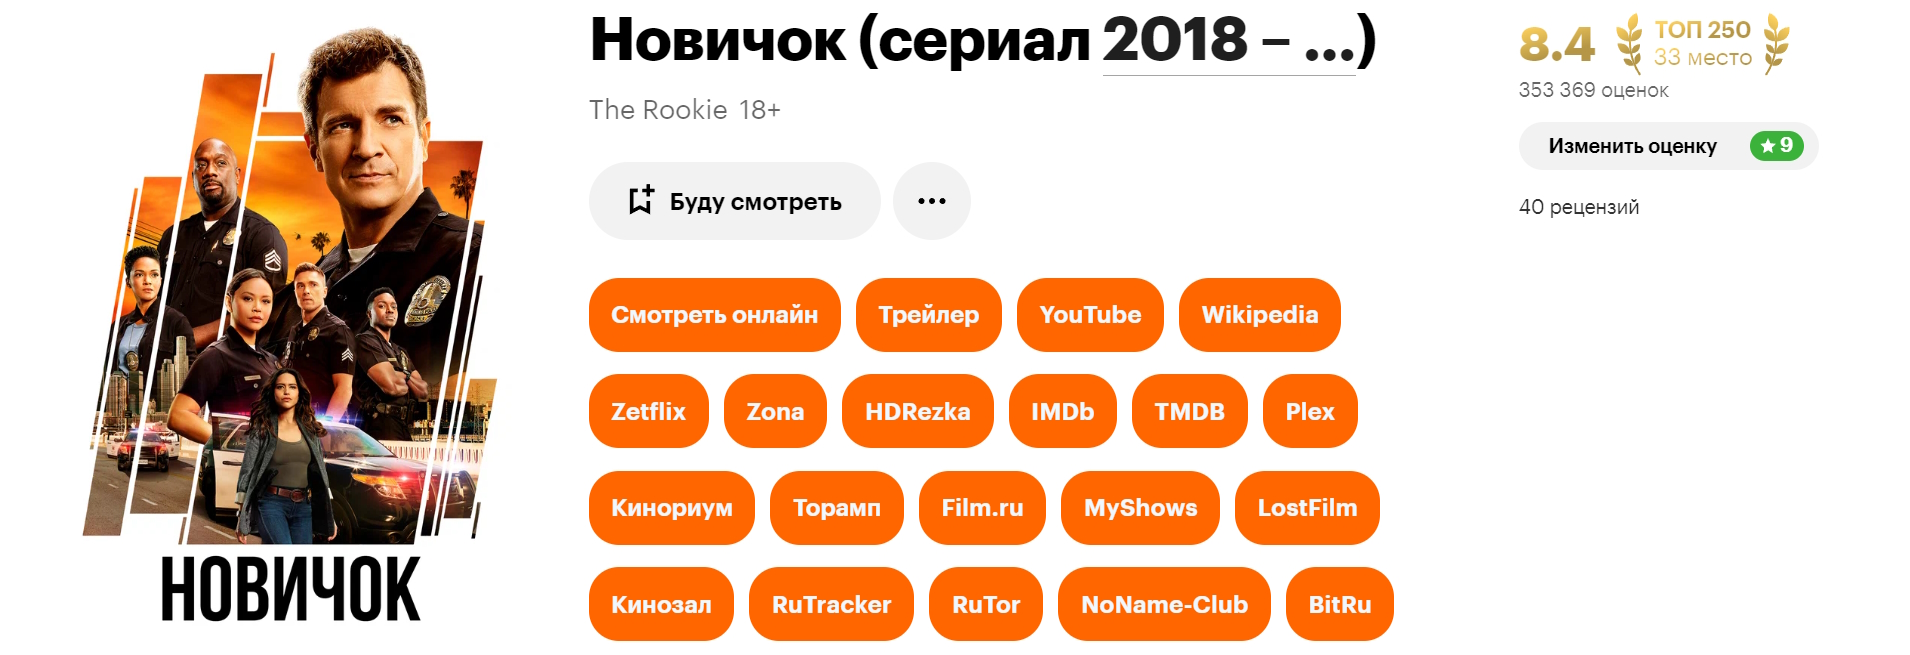 Новичок (сериал 2018 – ...)
The Rookie 18+
Буду смотреть
Смотреть онлайн Трейлер YouTube Wikipedia
Zetflix Zona HDRezka IMDb TMDB Plex
Кинориум Торамп Film.ru MyShows LostFilm
Кинозал RuTracker RuTor NoName-Club BitRu
НОВИЧОК
8.4 ТОП 250
33 место
353 369 оценок
Изменить оценку 9
40 рецензий